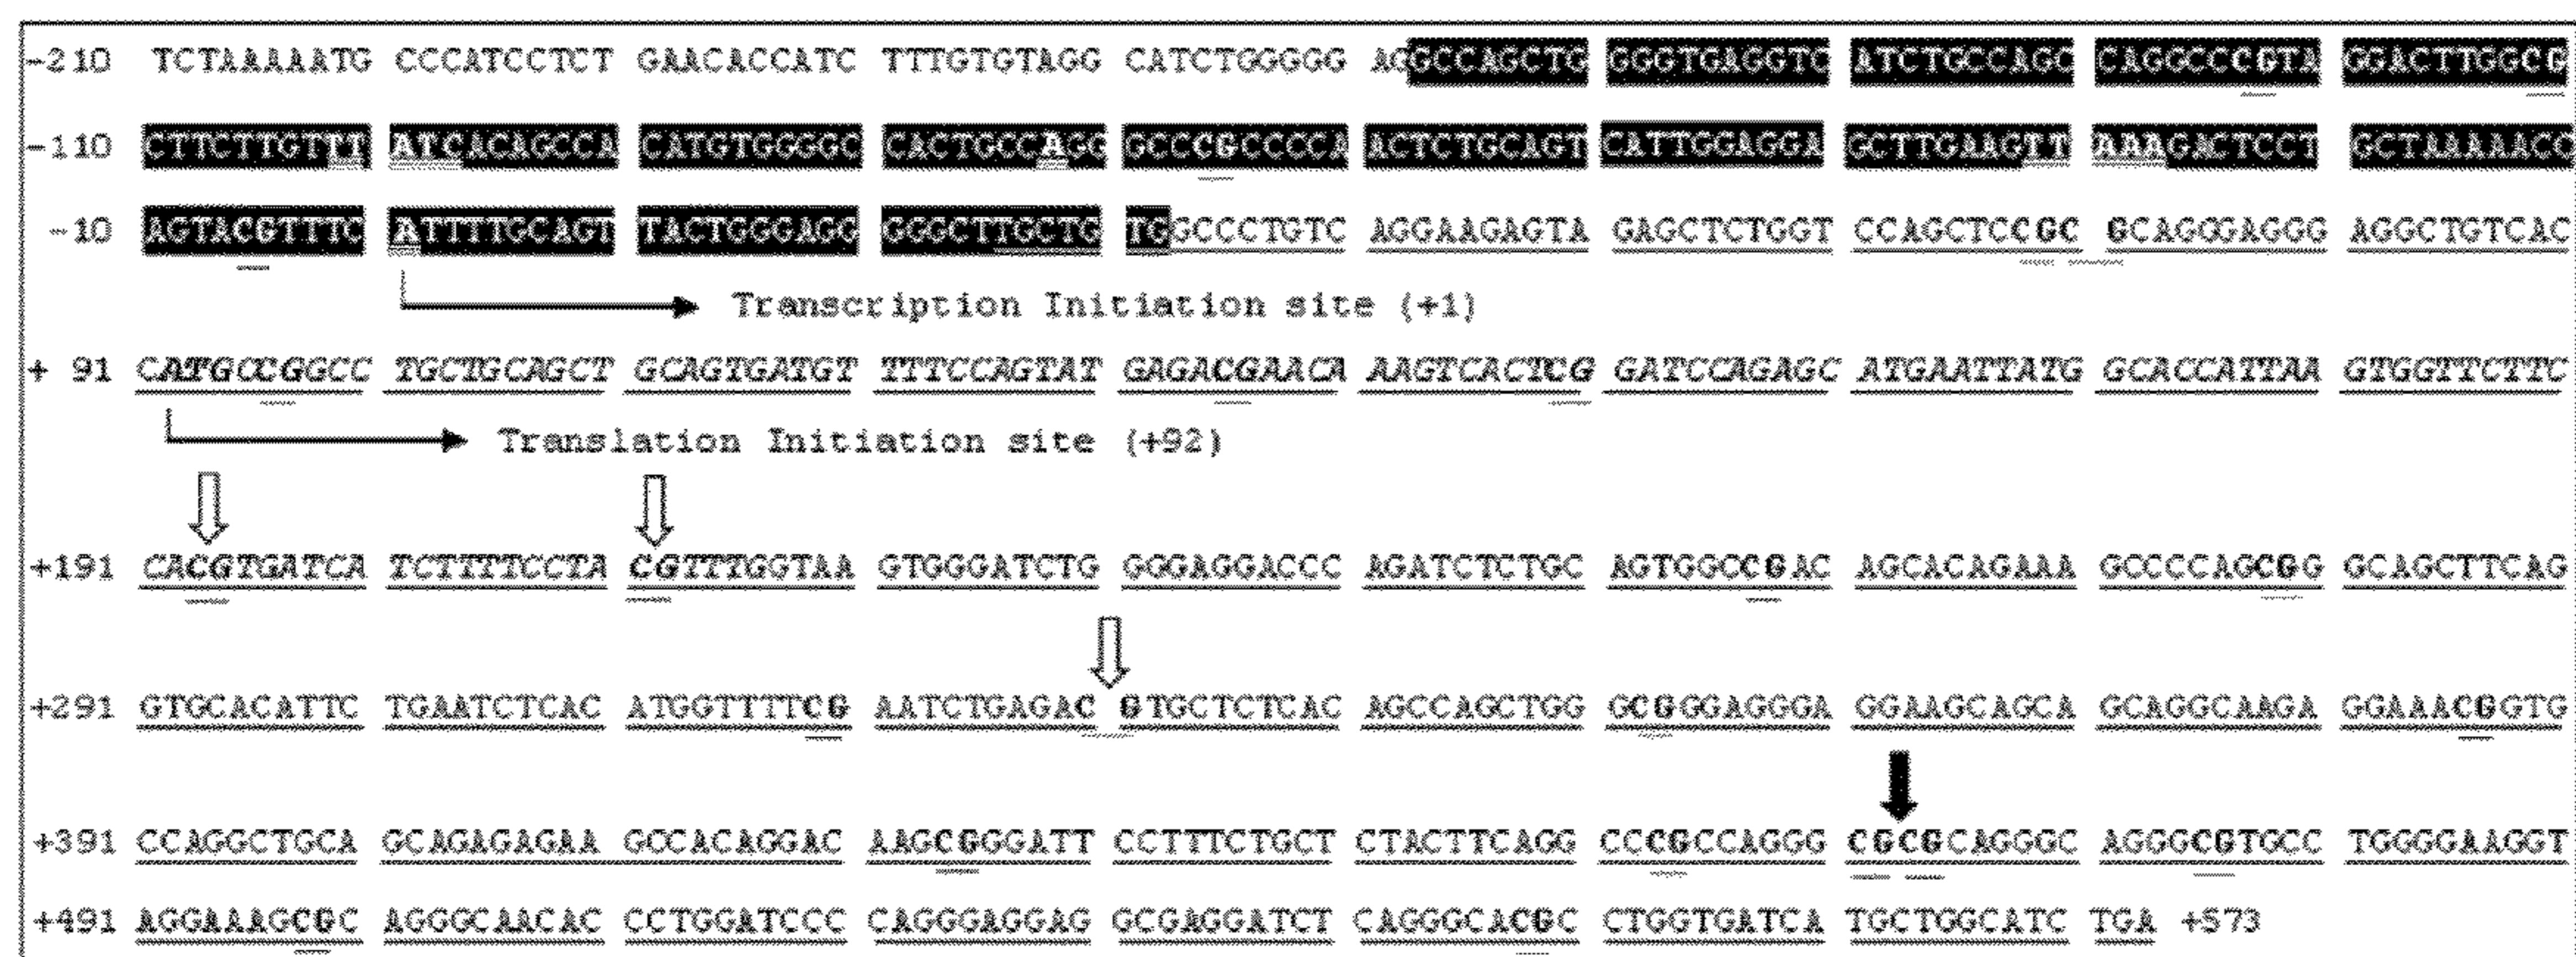 -210 TCTAAAAATG CCCATCCTCT GAACACCATC TTTGTGTAGG CATCTGGGGG AGGCCAGCTG GGGTGAGGTC ATCTGCCAGC CAGGCCCGTA GGACTTGGCG
-110 CTTCTTGTTT ATCACAGCCA CATGTGGGGC CACTGCCAGG GCCCGCCCCA ACTCTGCAGT CATTGGAGGA GCTTGAAGTT AAAGACTCCT GCTAAAAACC
-10 AGTACGTTTC ATTTTGCAGT TACTGGGAGG GGGCTTGCTG TGGCCCTGTC AGGAAGAGTA GAGCTCTGGT CCAGCTCCGC GCAGGGAGGG AGGCTGTCAC
Transcription Initiation site (+1)
+ 91 CATGCCGGCC TGCTGCAGCT GCAGTGATGT TTTCCAGTAT GAGACGAACA AAGTCACTCG GATCCAGAGC ATGAATTATG GCACCATTAA GTGGTTCTTC
Translation Initiation site (+92)
+191 CACGTGATCA TCTTTTCCTA CGTTTGGTAA GTGGGATCTG GGGAGGACCC AGATCTCTGC AGTGGCCGAC AGCACAGAAA GCCCCAGCGG GCAGCTTCAG
+291 GTGCACATTC TGAATCTCAC ATGGTTTTCG AATCTGAGAC GTGCTCTCAC AGCCAGCTGG GCGGGAGGGA GGAAGCAGCA GCAGGCAAGA GGAAACGGTG
+391 CCAGGCTGCA GCAGAGAGAA GCCACAGGAC AAGCGGGATT CCTTTCTGCT CTACTTCAGG CCCGCCAGGG CGCGCAGGGC AGGGCGTGCC TGGGGAAGGT
+491 AGGAAAGCGC AGGGCAACAC CCTGGATCCC CAGGGAGGAG GCGAGGATCT CAGGGCACGC CTGGTGATCA TGCTGGCATC TGA +573